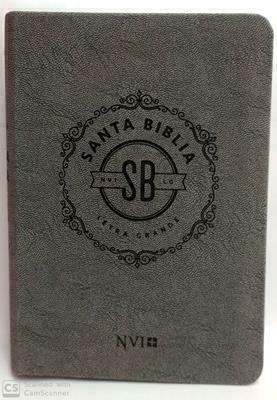 SANTA BIBLIA
NVI SB LG
LETRA GRANDE
NVI
CS Scanned with
CamScanner